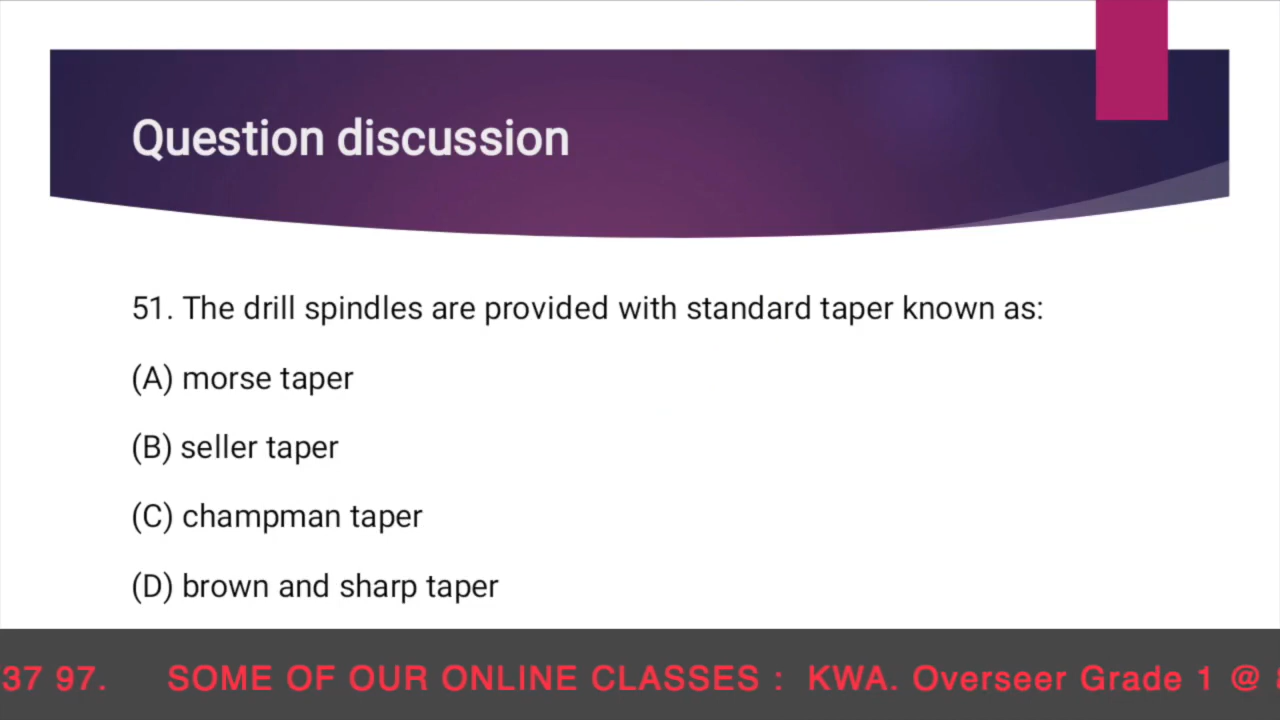 Question discussion
51. The drill spindles are provided with standard taper known as:
(A) morse taper
(B) seller taper
(C) champman taper
(D) brown and sharp taper
37 97. SOME OF OUR ONLINE CLASSES : KWA. Overseer Grade 1 @